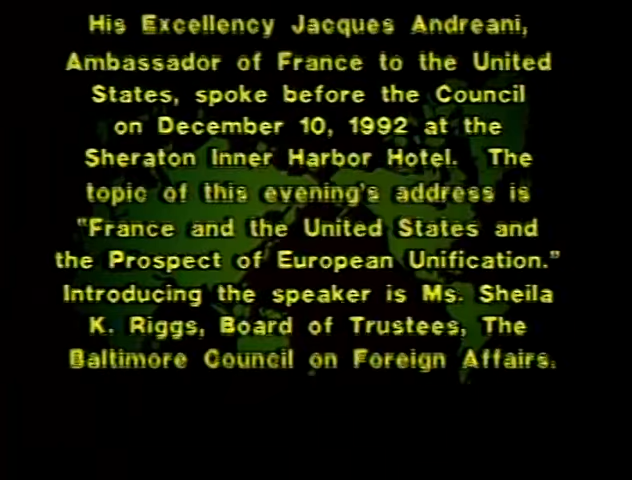 His Excellency Jacques Andreani,
Ambassador of France to the United
States, spoke before the Council
on December 10, 1992 at the
Sheraton Inner Harbor Hotel. The
topic of this evening's address is
"France and the United States and
the Prospect of European Unification."
Introducing the speaker is Ms. Sheila
K. Riggs, Board of Trustees, The
Baltimore Council on Foreign Affairs.